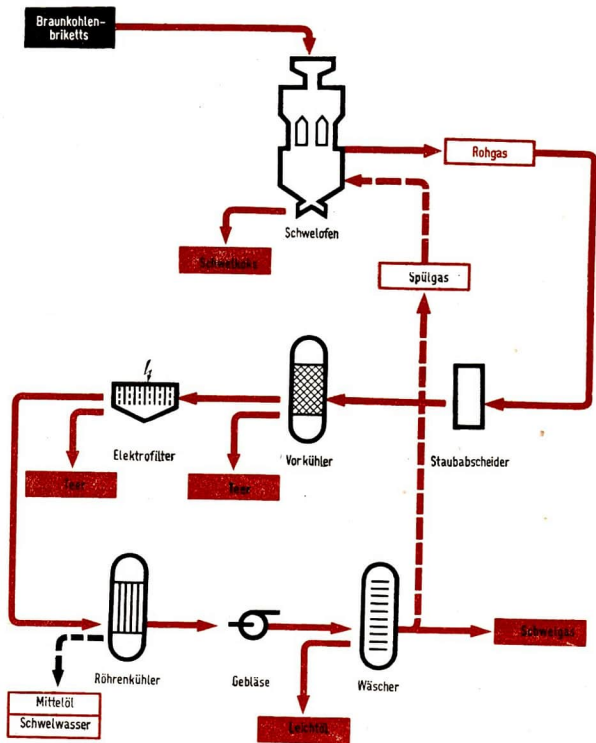 Braunkohlen-
briketts
Rohgas
Schwelofen
Schwelkoks
Spülgas
Elektrofilter
Vorkühler
Staubabscheider
Teer
Teer
Röhrenkühler
Gebläse
Wäscher
Schwelgas
Mittelöl
Schwelwasser
Leichtöl